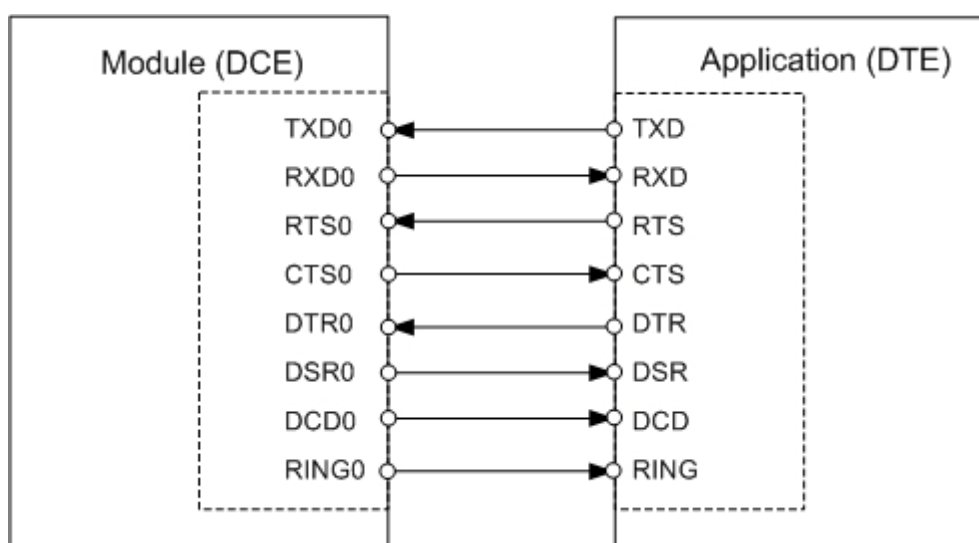 Module (DCE)
Application (DTE)
TXD0
TXD
RXD0
RXD
RTS0
RTS
CTS0
CTS
DTR0
DTR
DSR0
DSR
DCD0
DCD
RING0
RING